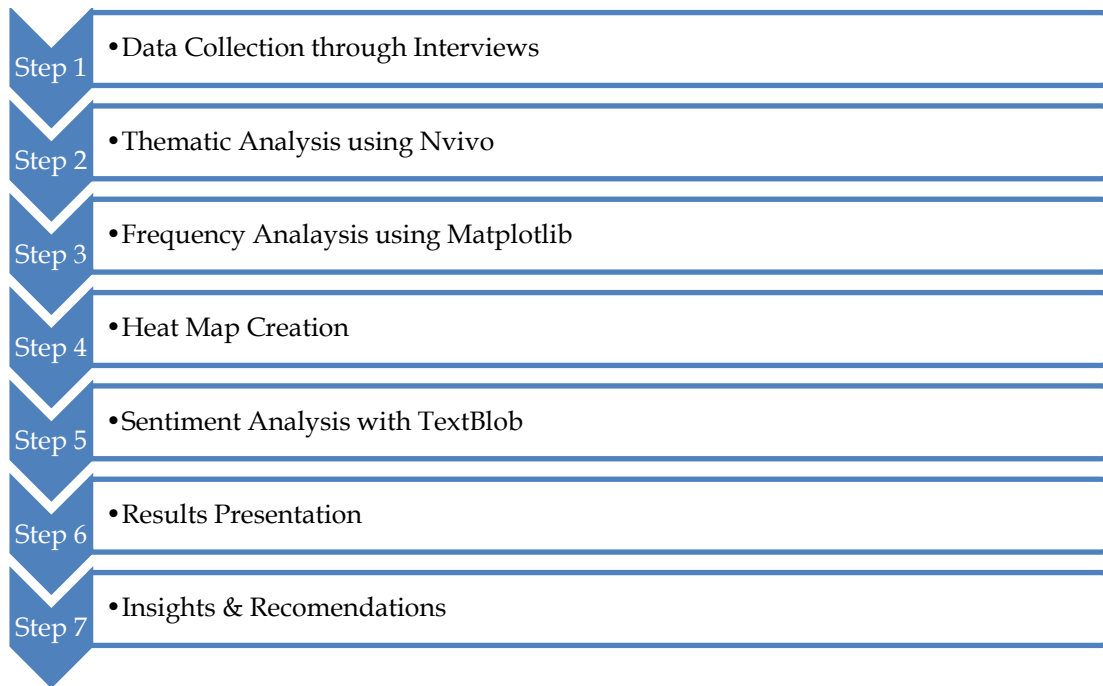 Step 1
•Data Collection through Interviews
Step 2
•Thematic Analysis using Nvivo
Step 3
•Frequency Analaysis using Matplotlib
Step 4
•Heat Map Creation
Step 5
•Sentiment Analysis with TextBlob
Step 6
•Results Presentation
Step 7
•Insights & Recomendations